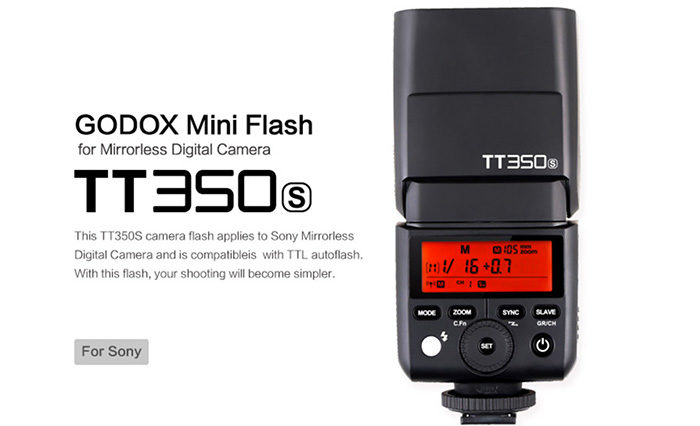 GODOX Mini Flash
for Mirrorless Digital Camera
TT350S
This TT350S camera flash applies to Sony Mirrorless
Digital Camera and is compatibleis with TTL autoflash.
With this flash, your shooting will become simpler.
For Sony
TT350S
M M 105 mm zoom
1/ 16 +0.7
M CH 1
MODE ZOOM SYNC SLAVE
C.Fn GR/CH
SET